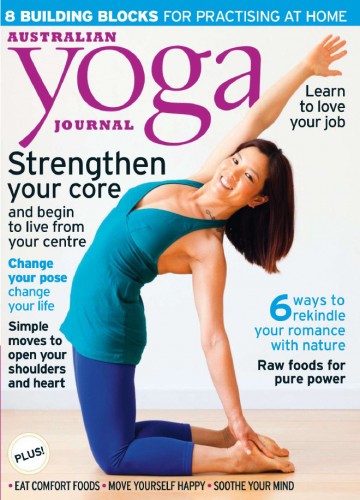 8 BUILDING BLOCKS FOR PRACTISING AT HOME
AUSTRALIAN
yoga
JOURNAL
Learn
to love
your job
Strengthen
your core
and begin
to live from
your centre
Change
your pose
change
your life
Simple
moves to
open your
shoulders
and heart
6 ways to
rekindle
your romance
with nature
Raw foods for
pure power
PLUS!
• EAT COMFORT FOODS • MOVE YOURSELF HAPPY • SOOTHE YOUR MIND